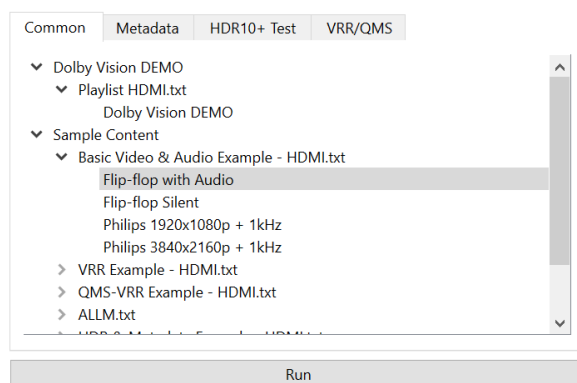 Common Metadata HDR10+ Test VRR/QMS
Dolby Vision DEMO
Playlist HDMI.txt
Dolby Vision DEMO
Sample Content
Basic Video & Audio Example - HDMI.txt
Flip-flop with Audio
Flip-flop Silent
Philips 1920x1080p + 1kHz
Philips 3840x2160p + 1kHz
VRR Example - HDMI.txt
QMS-VRR Example - HDMI.txt
ALLM.txt
Run